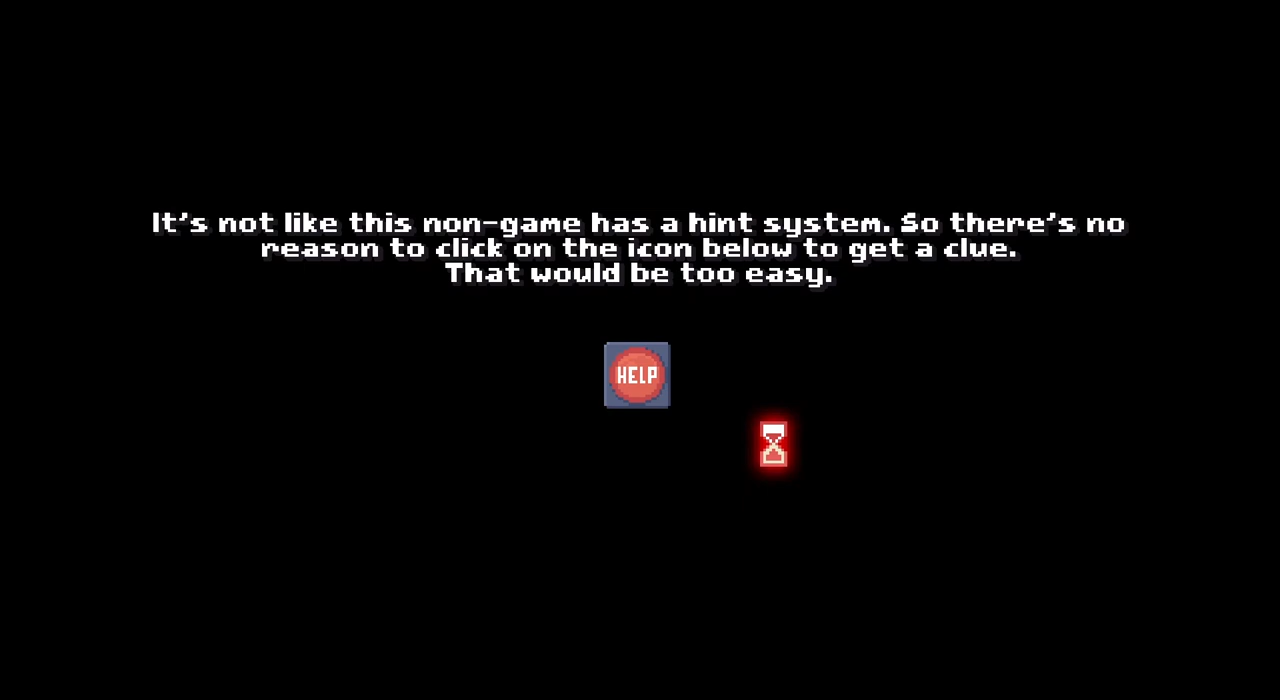 It's not like this non-game has a hint system. So there's no
reason to click on the icon below to get a clue.
That would be too easy.
HELP